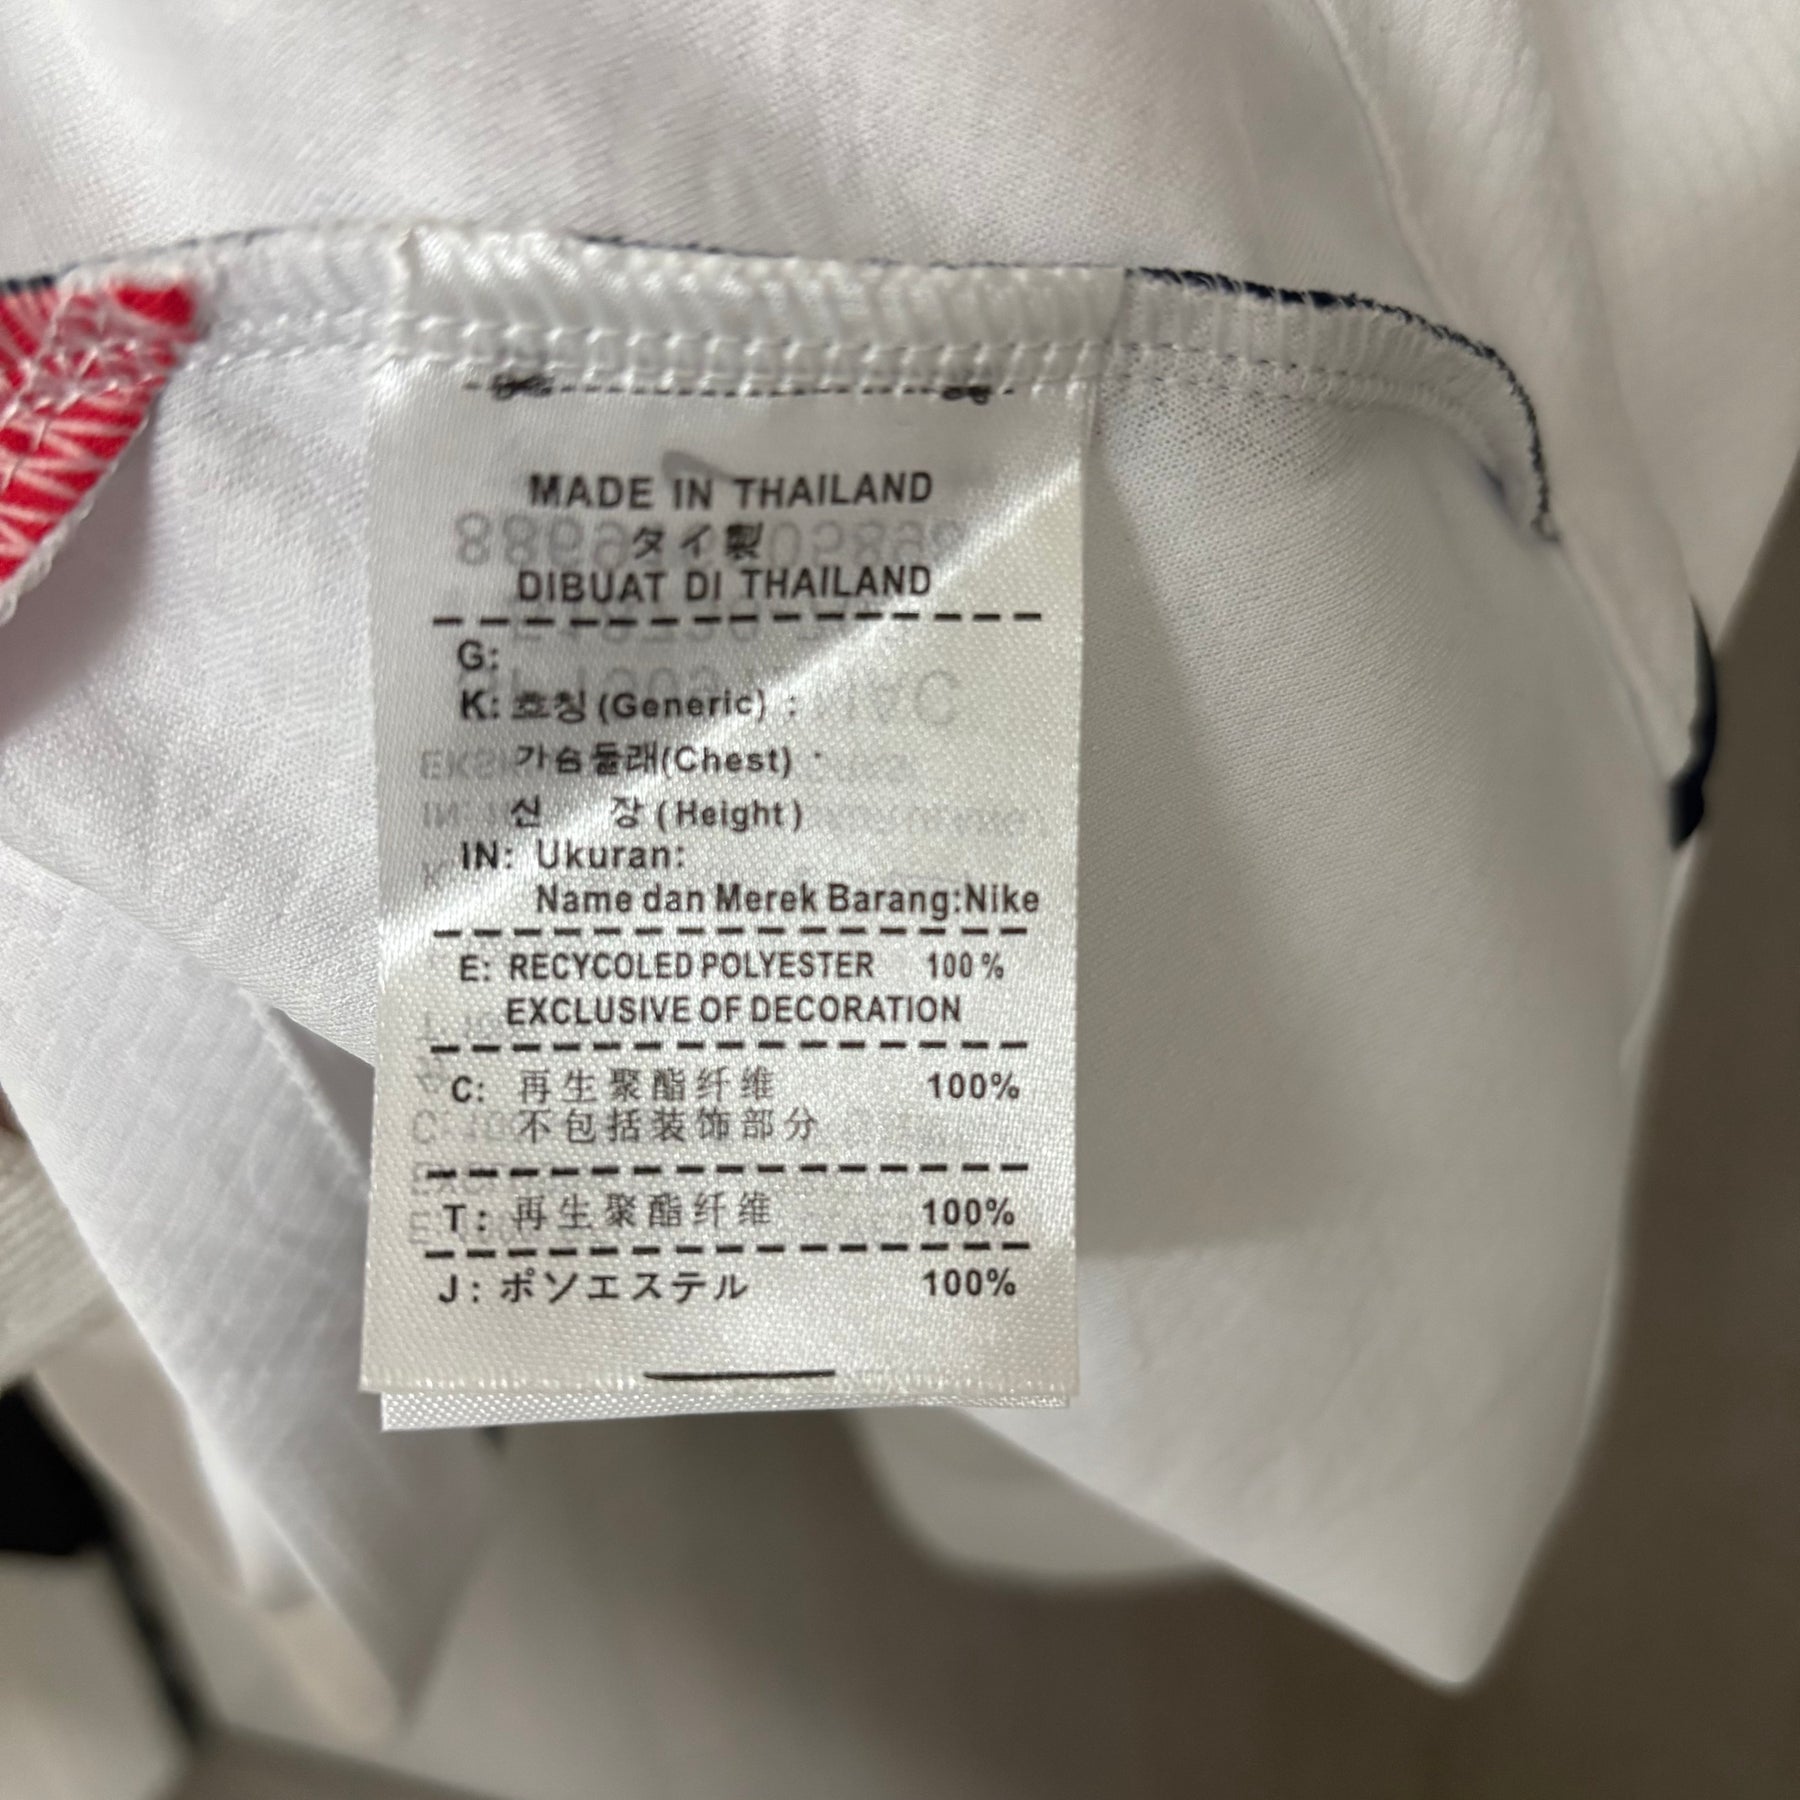 MADE IN THAILAND
タイ製
DIBUAT DI THAILAND
G:
K: 흐칭 (Generic) :
가슴둘래(Chest)
신 장 (Height)
IN: Ukuran:
Name dan Merek Barang:Nike
E: RECYCOLED POLYESTER 100%
EXCLUSIVE OF DECORATION
C: 再生聚酯纤维 100%
不包括装饰部分
T: 再生聚酯纤维 100%
J: ポソエステル 100%